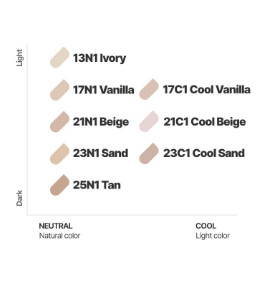 Light
13N1 Ivory
17N1 Vanilla
17C1 Cool Vanilla
21N1 Beige
21C1 Cool Beige
23N1 Sand
23C1 Cool Sand
25N1 Tan
Dark
NEUTRAL
Natural color
COOL
Light color